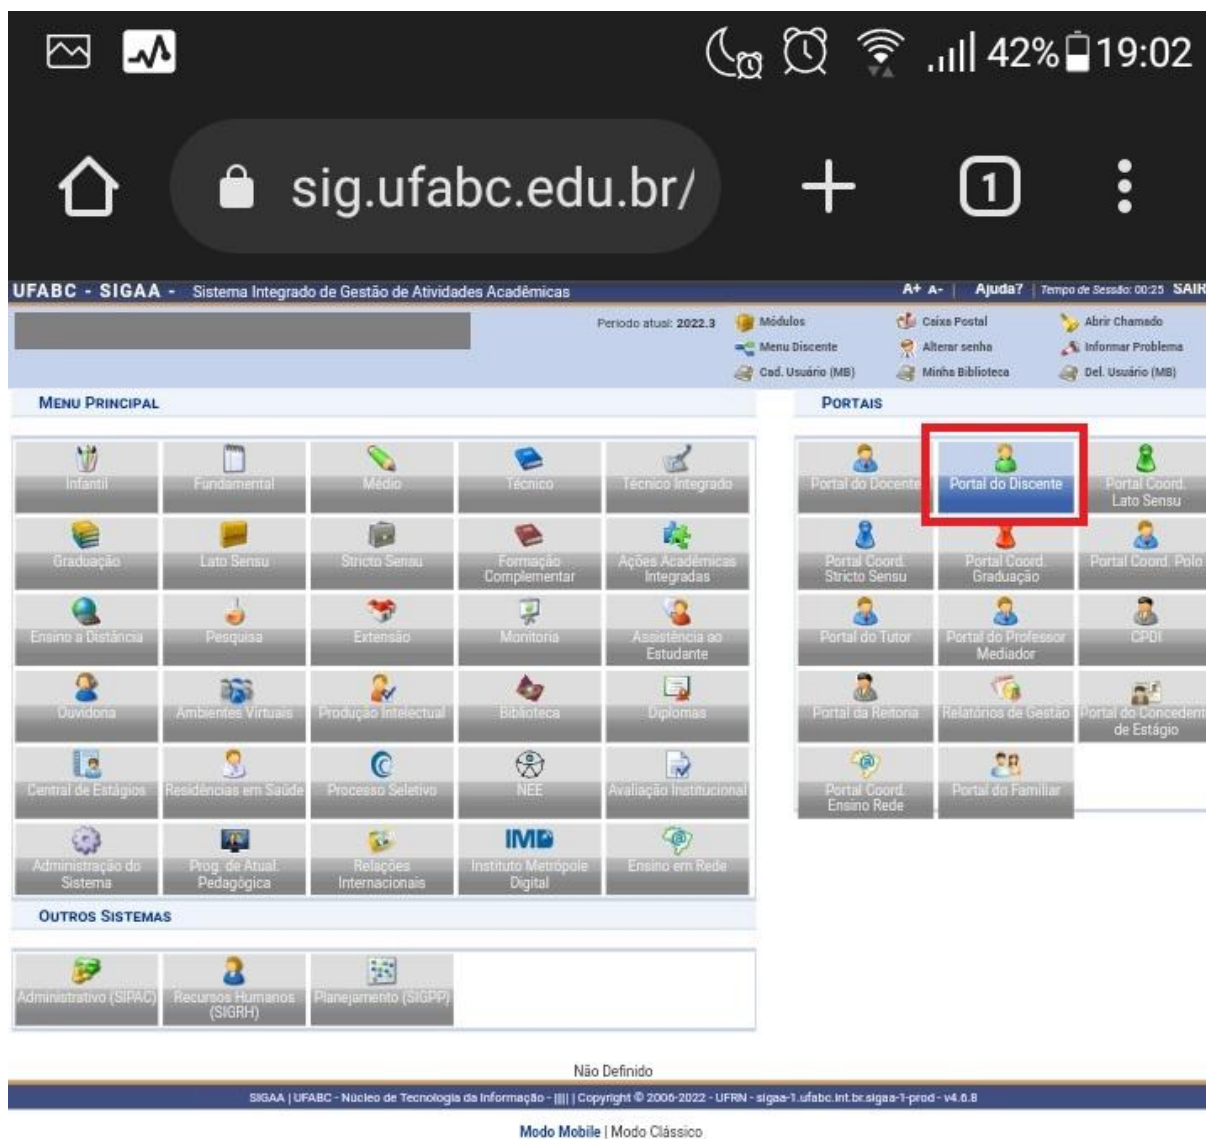 42% 19:02
sig.ufabc.edu.br/
1
UFABC - SIGAA - Sistema Integrado de Gestão de Atividades Acadêmicas
A+ A- | Ajuda? | Tempo de Sessão: 00:25 SAIR
Período atual: 2022.3
Módulos Caixa Postal Abrir Chamado
Menu Discente Alterar senha Informar Problema
Cad. Usuário (MB) Minha Biblioteca Del. Usuário (MB)
MENU PRINCIPAL
Infantil Fundamental Médio Técnico Técnico Integrado
Graduação Lato Sensu Stricto Sensu Formação Complementar Ações Acadêmicas Integradas
Ensino a Distância Pesquisa Extensão Monitoria Assistência ao Estudante
Ouvidoria Ambientes Virtuais Produção Intelectual Biblioteca Diplomas
Central de Estágios Residências em Saúde Processo Seletivo NEE Avaliação Institucional
IMD
Administração do Sistema Prog. de Atual. Pedagógica Relações Internacionais Instituto Metrópole Digital Ensino em Rede
PORTAIS
Portal do Docente Portal do Discente Portal Coord. Lato Sensu
Portal Coord. Stricto Sensu Portal Coord. Graduação Portal Coord. Polo
Portal do Tutor Portal do Professor Mediador CPDI
Portal da Reitoria Relatórios de Gestão Portal do Concedent de Estágio
Portal Coord. Ensino Rede Portal do Familiar
OUTROS SISTEMAS
Administrativo (SIPAC) Recursos Humanos (SIGRH) Planejamento (SIGPP)
Não Definido
SIGAA | UFABC - Núcleo de Tecnologia da Informação - ||||| | Copyright © 2006-2022 - UFRN - sigaa-1.ufabc.int.br.sigaa-1-prod - v4.6.8
Modo Mobile | Modo Clássico